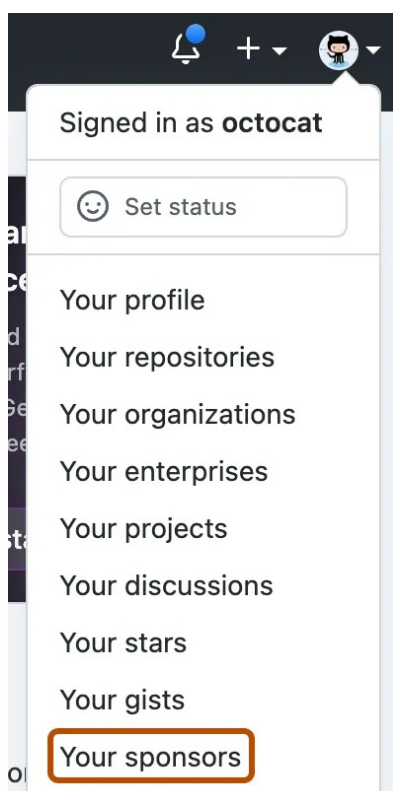 Signed in as octocat
Set status
Your profile
Your repositories
Your organizations
Your enterprises
Your projects
Your discussions
Your stars
Your gists
Your sponsors